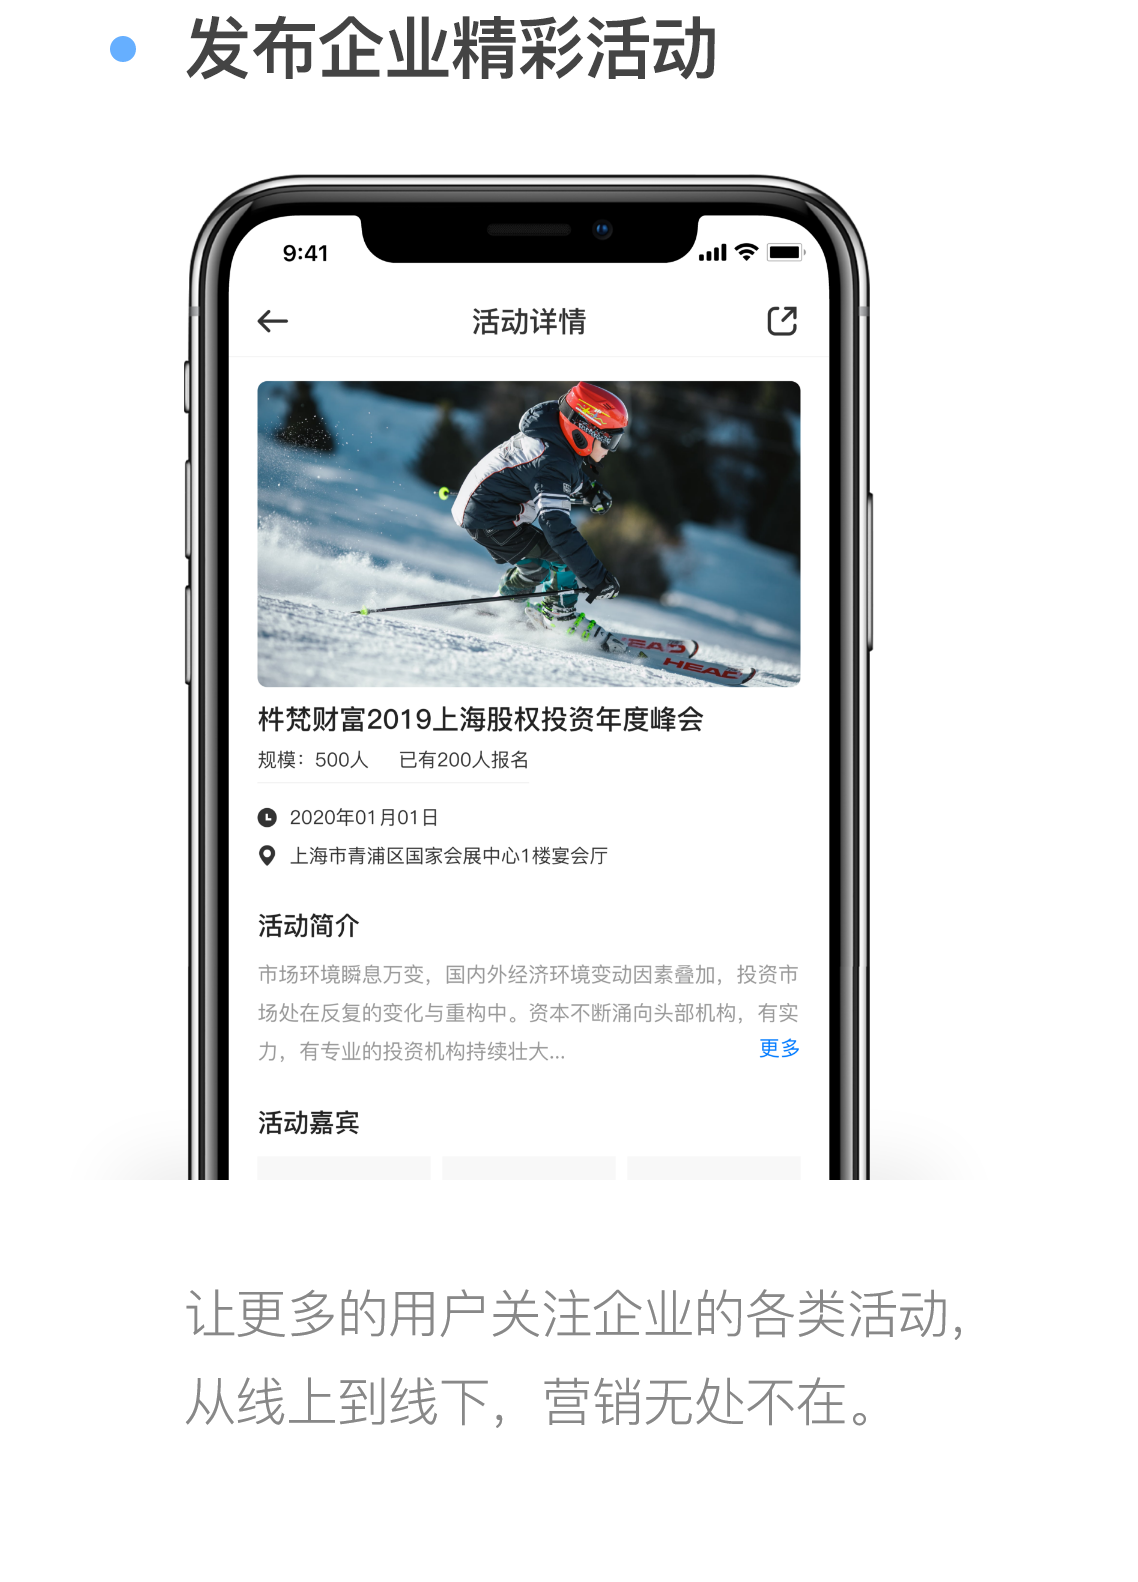 发布企业精彩活动
9:41
活动详情
HEAD
HEAD
杵梵财富2019上海股权投资年度峰会
规模：500人 已有200人报名
2020年01月01日
上海市青浦区国家会展中心1楼宴会厅
活动简介
市场环境瞬息万变，国内外经济环境变动因素叠加，投资市
场处在反复的变化与重构中。资本不断涌向头部机构，有实
力，有专业的投资机构持续壮大...
更多
活动嘉宾
让更多的用户关注企业的各类活动，
从线上到线下，营销无处不在。